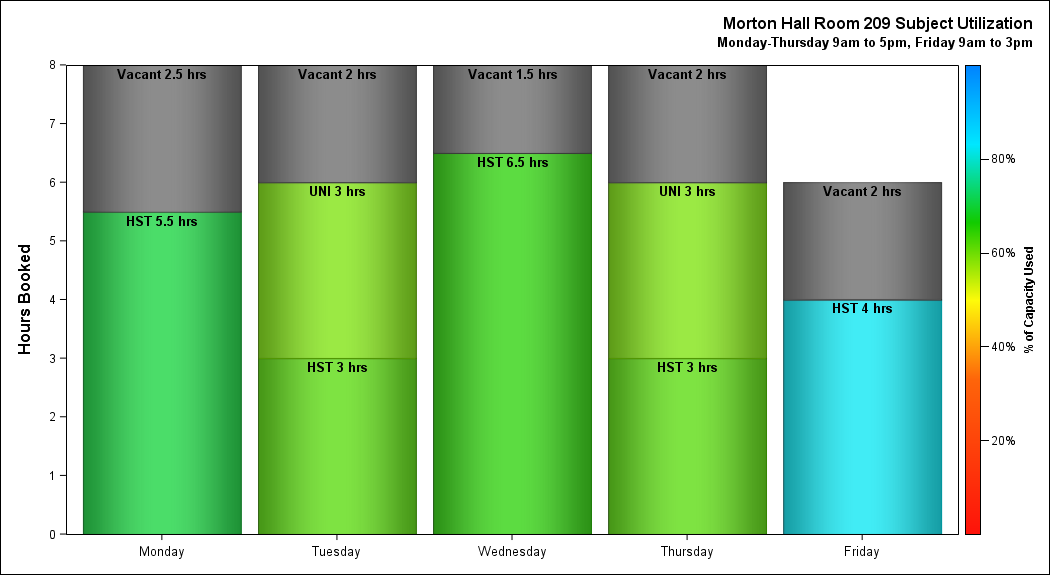 Morton Hall Room 209 Subject Utilization
Monday-Thursday 9am to 5pm, Friday 9am to 3pm
Hours Booked
8
7
6
5
4
3
2
1
0
Vacant 2.5 hrs
HST 5.5 hrs
Vacant 2 hrs
UNI 3 hrs
HST 3 hrs
Vacant 1.5 hrs
HST 6.5 hrs
Vacant 2 hrs
UNI 3 hrs
HST 3 hrs
Vacant 2 hrs
HST 4 hrs
Monday
Tuesday
Wednesday
Thursday
Friday
80%
60%
40%
20%
% of Capacity Used